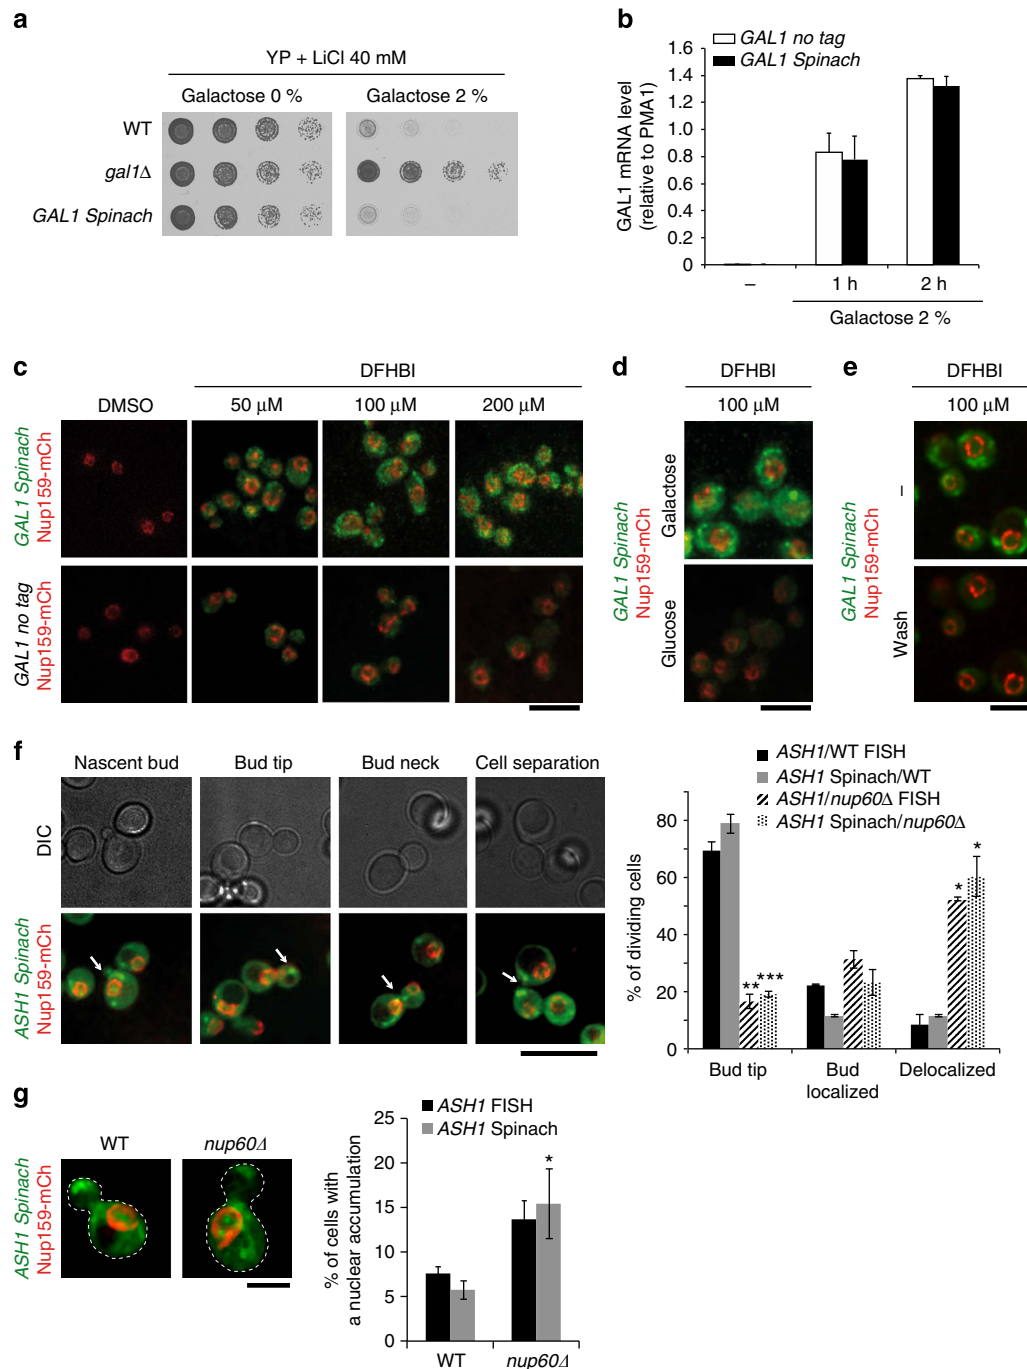 a
YP + LiCl 40 mM
Galactose 0 %
Galactose 2 %
WT
gal1Δ
GAL1 Spinach
b
GAL1 no tag
GAL1 Spinach
GAL1 mRNA level
(relative to PMA1)
1.6
1.4
1.2
1.0
0.8
0.6
0.4
0.2
0
–
1 h
2 h
Galactose 2 %
c
DFHBI
DMSO
50 μM
100 μM
200 μM
GAL1 Spinach
Nup159-mCh
GAL1 no tag
Nup159-mCh
d
DFHBI
100 μM
GAL1 Spinach
Nup159-mCh
Galactose
Glucose
e
DFHBI
100 μM
GAL1 Spinach
Nup159-mCh
–
Wash
f
Nascent bud
Bud tip
Bud neck
Cell separation
DIC
ASH1 Spinach
Nup159-mCh
ASH1/WT FISH
ASH1 Spinach/WT
ASH1/nup60Δ FISH
ASH1 Spinach/nup60Δ
% of dividing cells
80
60
40
20
0
** ***
*
*
Bud tip
Bud
localized
Delocalized
g
WT
nup60Δ
ASH1 Spinach
Nup159-mCh
ASH1 FISH
ASH1 Spinach
% of cells with
a nuclear accumulation
25
20
15
10
5
0
*
WT
nup60Δ